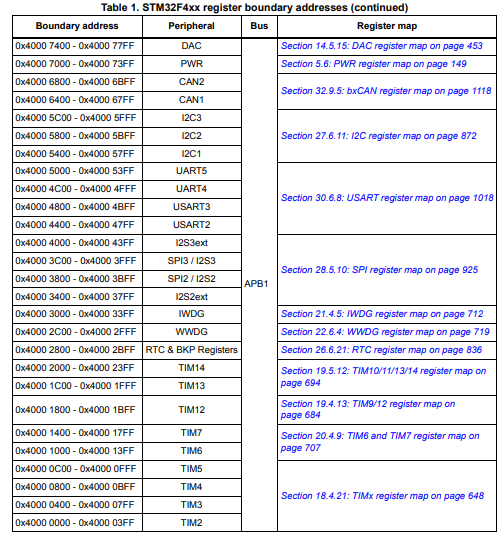 Table 1. STM32F4xx register boundary addresses (continued)
Boundary address Peripheral Bus Register map
0x4000 7400 - 0x4000 77FF DAC Section 14.5.15: DAC register map on page 453
0x4000 7000 - 0x4000 73FF PWR Section 5.6: PWR register map on page 149
0x4000 6800 - 0x4000 6BFF CAN2
Section 32.9.5: bxCAN register map on page 1118
0x4000 6400 - 0x4000 67FF CAN1
0x4000 5C00 - 0x4000 5FFF I2C3
0x4000 5800 - 0x4000 5BFF I2C2 Section 27.6.11: I2C register map on page 872
0x4000 5400 - 0x4000 57FF I2C1
0x4000 5000 - 0x4000 53FF UART5
0x4000 4C00 - 0x4000 4FFF UART4
Section 30.6.8: USART register map on page 1018
0x4000 4800 - 0x4000 4BFF USART3
0x4000 4400 - 0x4000 47FF USART2
0x4000 4000 - 0x4000 43FF I2S3ext
0x4000 3C00 - 0x4000 3FFF SPI3 / I2S3
Section 28.5.10: SPI register map on page 925
0x4000 3800 - 0x4000 3BFF SPI2 / I2S2
APB1
0x4000 3400 - 0x4000 37FF I2S2ext
0x4000 3000 - 0x4000 33FF IWDG Section 21.4.5: IWDG register map on page 712
0x4000 2C00 - 0x4000 2FFF WWDG Section 22.6.4: WWDG register map on page 719
0x4000 2800 - 0x4000 2BFF RTC & BKP Registers Section 26.6.21: RTC register map on page 836
0x4000 2000 - 0x4000 23FF TIM14 Section 19.5.12: TIM10/11/13/14 register map on
0x4000 1C00 - 0x4000 1FFF TIM13 page 694
0x4000 1800 - 0x4000 1BFF TIM12 Section 19.4.13: TIM9/12 register map on
page 684
0x4000 1400 - 0x4000 17FF TIM7 Section 20.4.9: TIM6 and TIM7 register map on
0x4000 1000 - 0x4000 13FF TIM6 page 707
0x4000 0C00 - 0x4000 0FFF TIM5
0x4000 0800 - 0x4000 0BFF TIM4
Section 18.4.21: TIMx register map on page 648
0x4000 0400 - 0x4000 07FF TIM3
0x4000 0000 - 0x4000 03FF TIM2